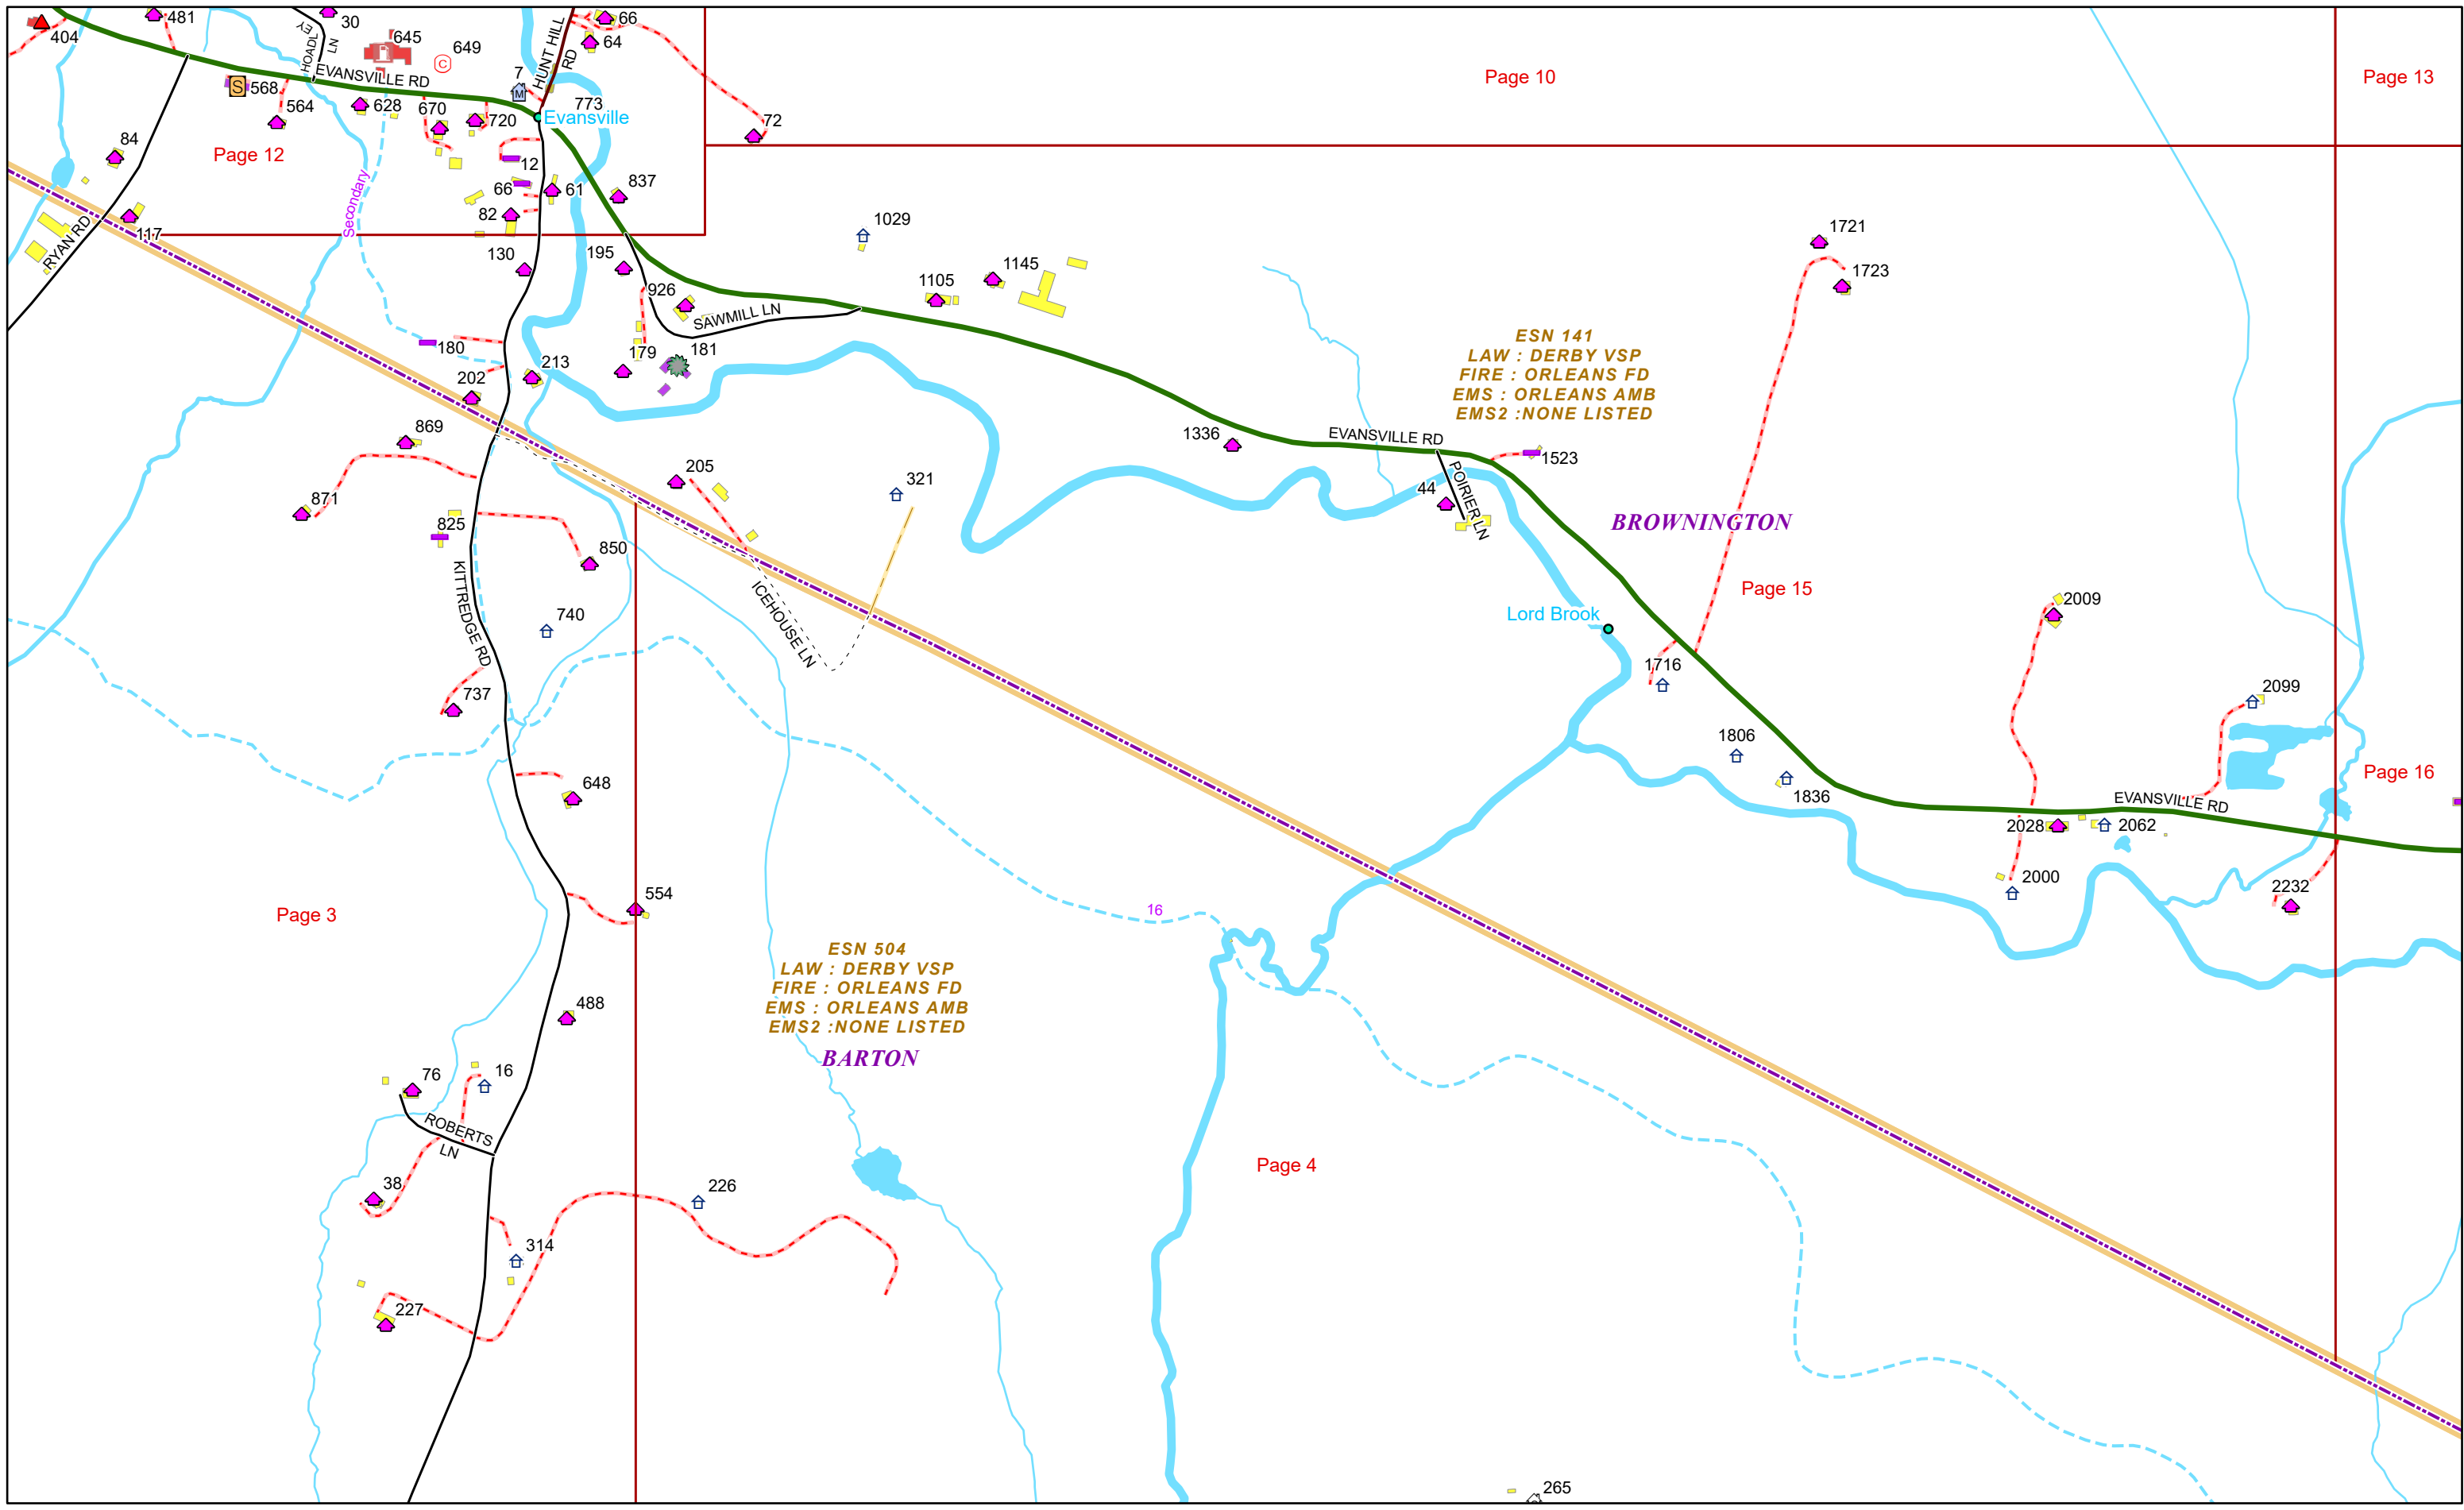 404
481
30
HOADLEY
LN
645
649
C
EVANSVILLE RD
S
568
564
628
670
720
7
M
HUNT HILL
RD
66
64
773
Evansville
72
Page 10
Page 13
84
Page 12
Secondary
12
66
61
82
837
117
RYAN RD
130
195
1029
926
1105
1145
SAWMILL LN
180
213
179
181
202
1721
1723
ESN 141
LAW : DERBY VSP
FIRE : ORLEANS FD
EMS : ORLEANS AMB
EMS2 :NONE LISTED
869
871
825
850
205
321
1336
EVANSVILLE RD
1523
44
POIRIER LN
BROWNINGTON
Page 15
KITTREDGE RD
740
ICEHOUSE LN
Lord Brook
2009
737
1716
2099
1806
1836
648
Page 16
EVANSVILLE RD
2028
2062
2000
2232
554
Page 3
16
ESN 504
LAW : DERBY VSP
FIRE : ORLEANS FD
EMS : ORLEANS AMB
EMS2 :NONE LISTED
BARTON
488
76
16
ROBERTS
LN
38
226
Page 4
314
227
265